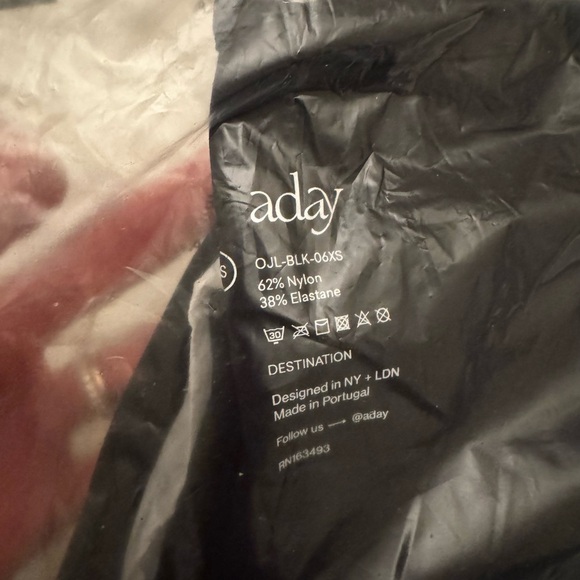 aday
OJL-BLK-06XS
S
62% Nylon
38% Elastane
30
DESTINATION
Designed in NY + LDN
Made in Portugal
Follow us → @aday
RN163493